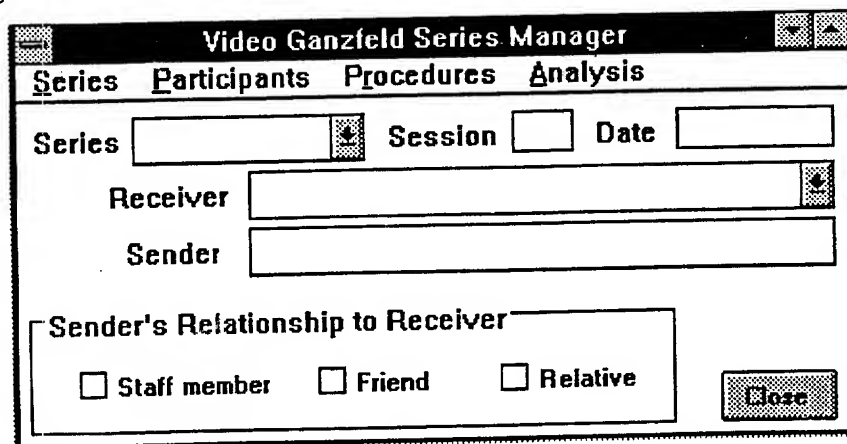 Video Ganzfeld Series Manager
Series Participants Procedures Analysis
Series Session Date
Receiver
Sender
Sender's Relationship to Receiver
Staff member Friend Relative
Close